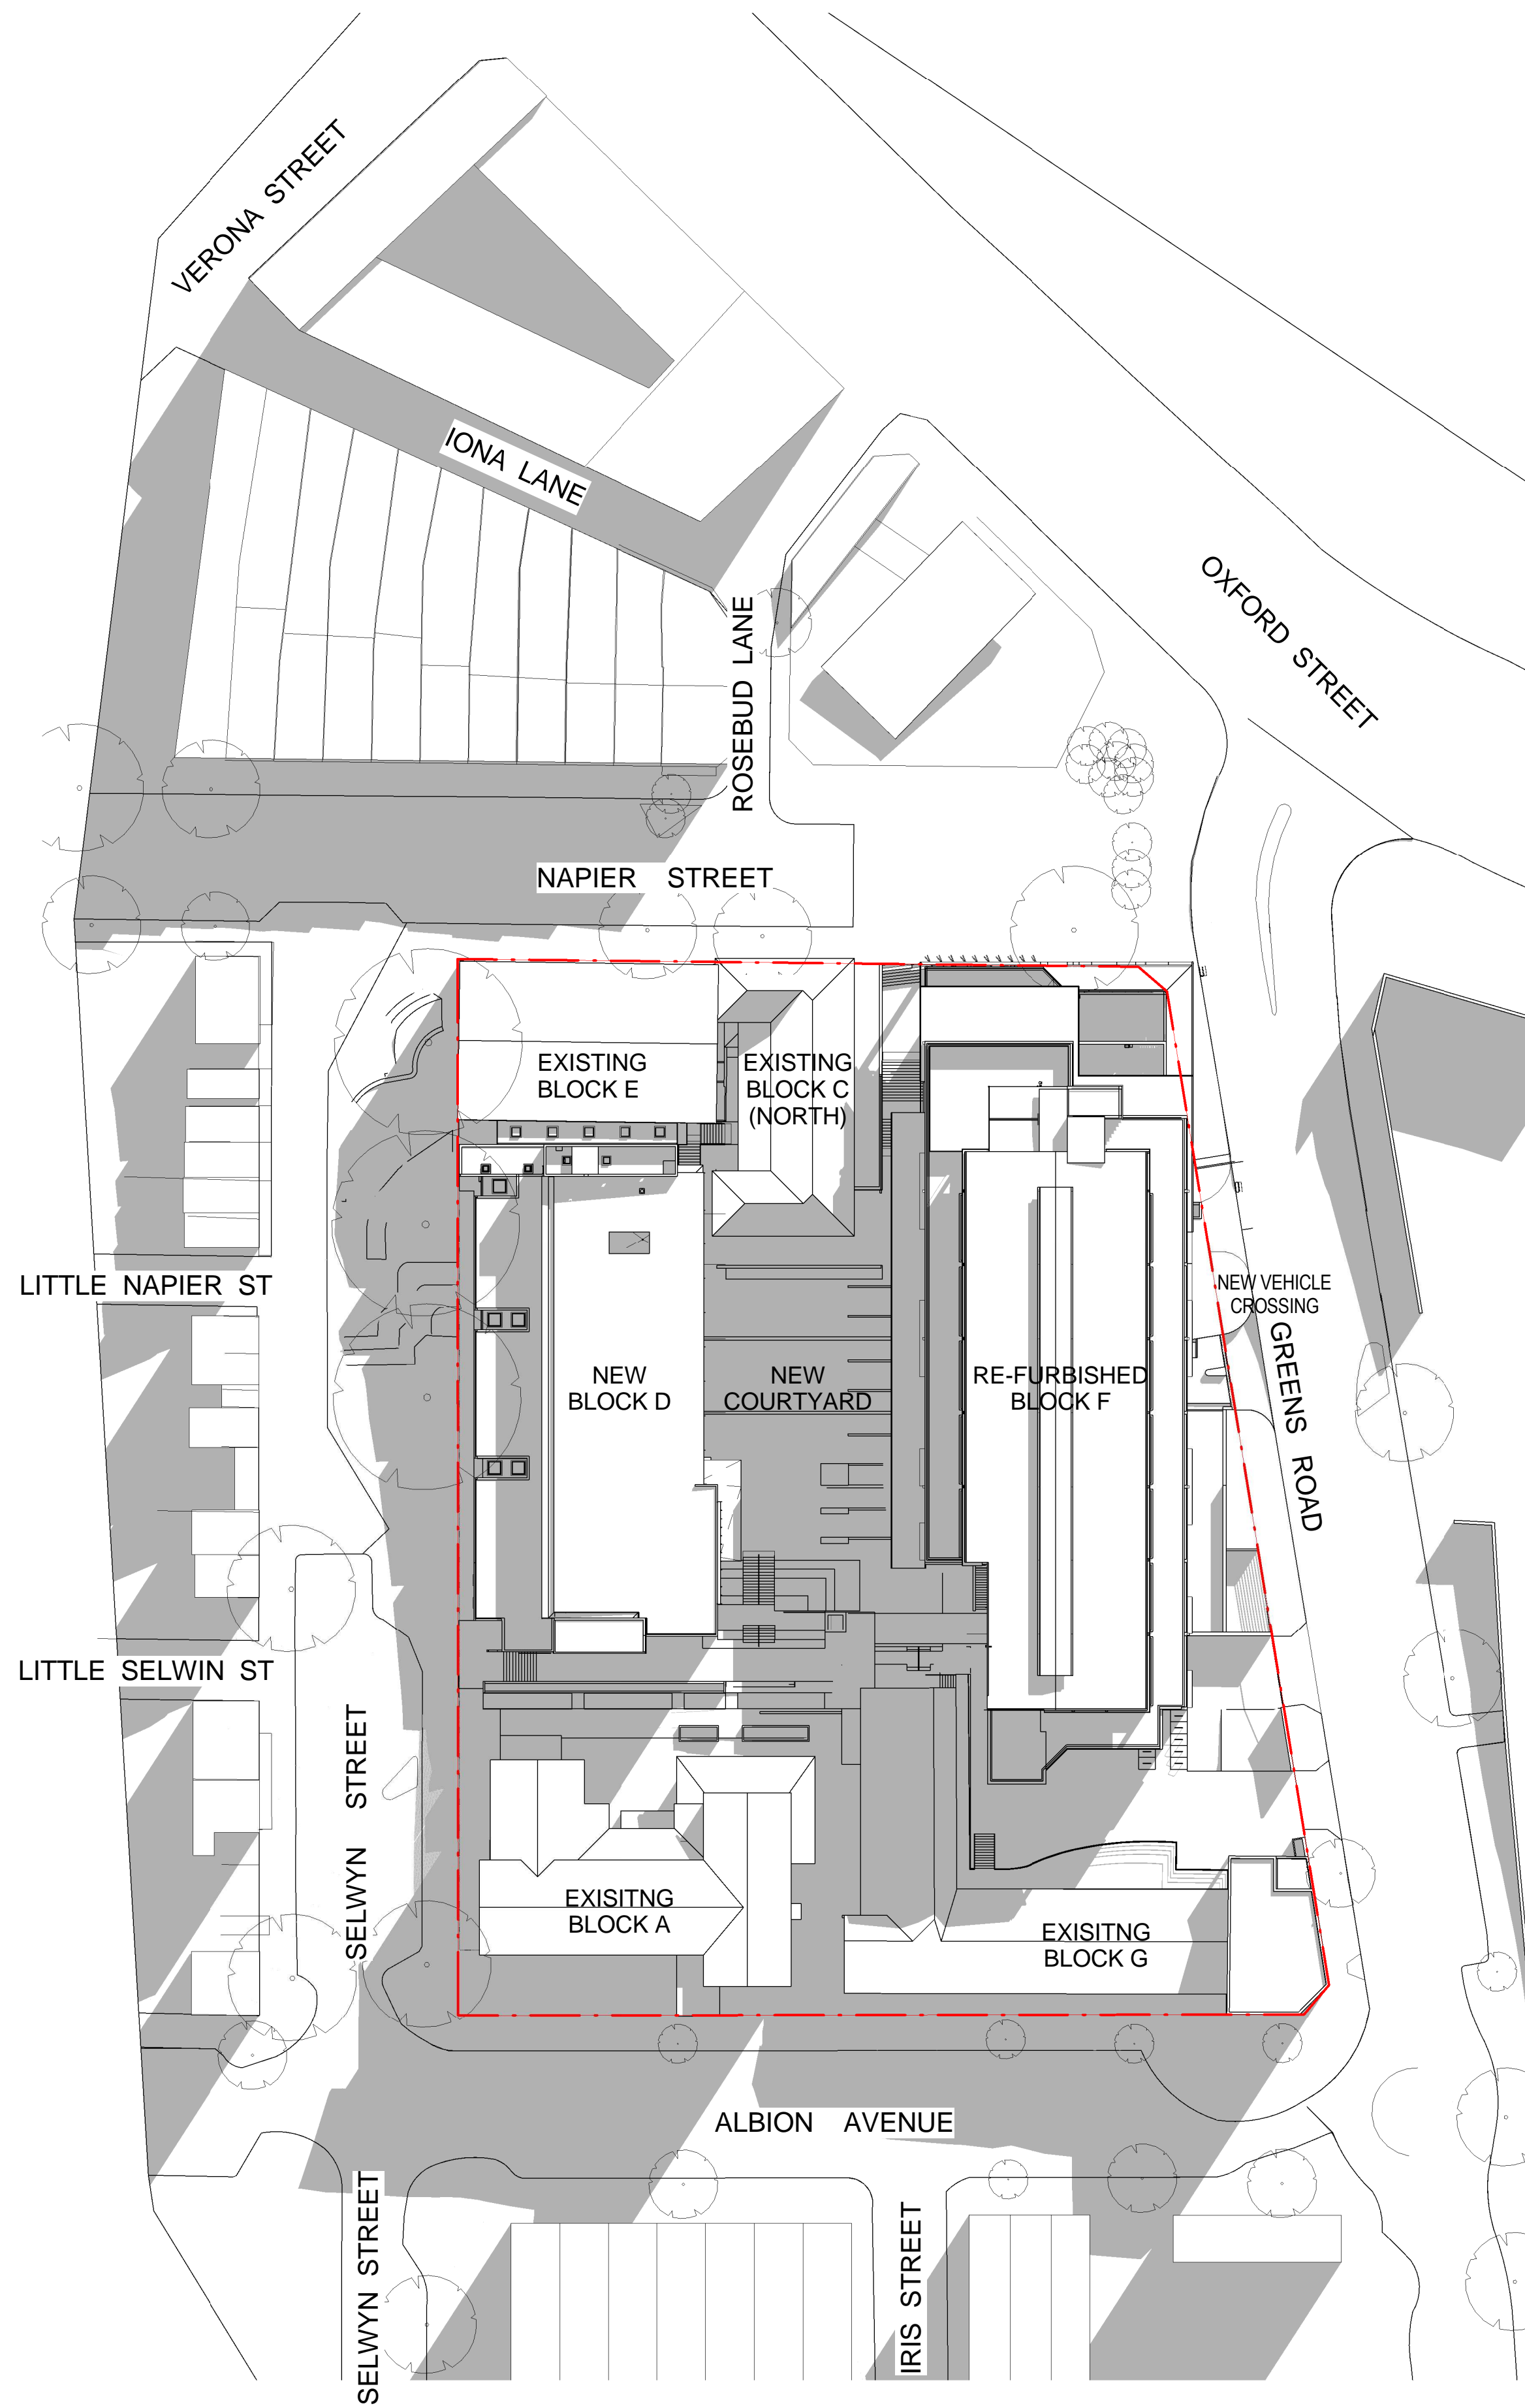 VERONA STREET
IONA LANE
OXFORD STREET
ROSEBUD LANE
NAPIER STREET
EXISTING
BLOCK E
EXISTING
BLOCK C
(NORTH)
LITTLE NAPIER ST
NEW VEHICLE
CROSSING
GREENS ROAD
NEW
BLOCK D
NEW
COURTYARD
RE-FURBISHED
BLOCK F
LITTLE SELWIN ST
SELWYN STREET
EXISITNG
BLOCK A
EXISITNG
BLOCK G
ALBION AVENUE
SELWYN STREET
IRIS STREET